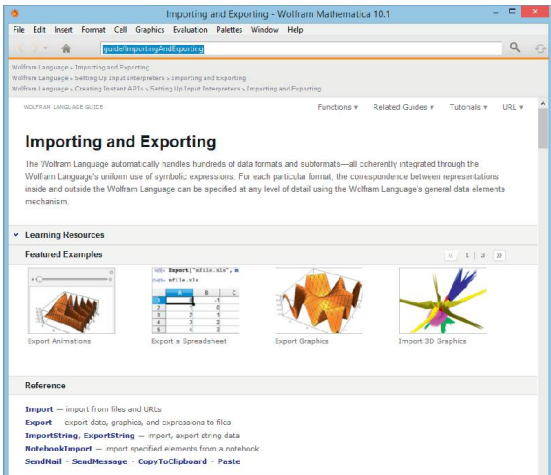 Importing and Exporting - Wolfram Mathematica 10.1
File Edit Insert Format Cell Graphics Evaluation Palettes Window Help
guide/ImportingAndExporting
Wolfram Language > Importing and Exporting
Wolfram Language > Setting Up Input Interpreters > Importing and Exporting
Wolfram Language > Creating Instant APIs > Setting Up Input Interpreters > Importing and Exporting
WOLFRAM LANGUAGE GUIDE Functions Related Guides Tutorials URL
Importing and Exporting
The Wolfram Language automatically handles hundreds of data formats and subformats—all coherently integrated through the
Wolfram Language's uniform use of symbolic expressions. For each particular format, the correspondence between representations
inside and outside the Wolfram Language can be specified at any level of detail using the Wolfram Language's general data elements
mechanism.
Learning Resources
Featured Examples
Export["mfile.xls", m
mfile.xls
A B C
Export Animations Export a Spreadsheet Export Graphics Import 3D Graphics
Reference
Import — import from files and URLs
Export — export data, graphics, and expressions to files
ImportString, ExportString — import, export string data
NotebookImport — import specified elements from a notebook
SendMail - SendMessage - CopyToClipboard - Paste